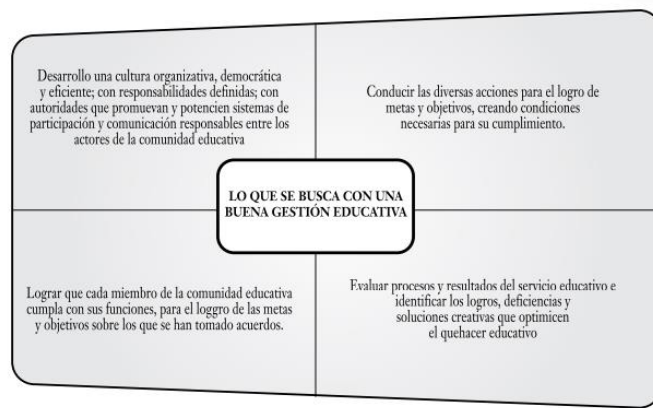 Desarrollo una cultura organizativa, democrática
y eficiente; con responsabilidades definidas; con
autoridades que promuevan y potencien sistemas de
participación y comunicación responsables entre los
actores de la comunidad educativa
Conducir las diversas acciones para el logro de
metas y objetivos, creando condiciones
necesarias para su cumplimento.
LO QUE SE BUSCA CON UNA
BUENA GESTIÓN EDUCATIVA
Lograr que cada miembro de la comunidad educativa
cumpla con sus funciones, para el loggro de las metas
y objetivos sobre los que se han tomado acuerdos.
Evaluar procesos y resultados del servicio educativo e
identificar los logros, deficiencias y
soluciones creativas que optimicen
el quehacer educativo